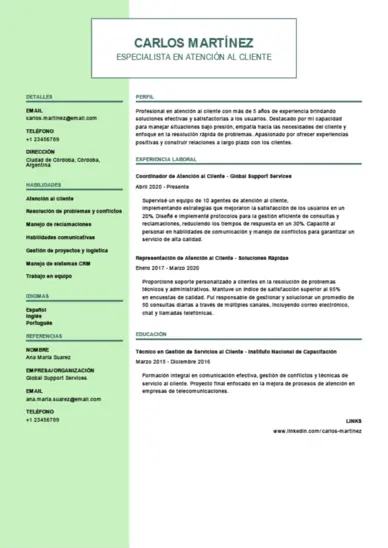 CARLOS MARTÍNEZ
ESPECIALISTA EN ATENCIÓN AL CLIENTE
DETALLES
EMAIL
carlos.martinez@email.com
TELÉFONO
+1 23456789
DIRECCIÓN
Ciudad de Córdoba, Córdoba,
Argentina
HABILIDADES
Atención al cliente
Resolución de problemas y conflictos
Manejo de reclamaciones
Habilidades comunicativas
Gestión de proyectos y logística
Manejo de sistemas CRM
Trabajo en equipo
IDIOMAS
Español
Inglés
Portugués
REFERENCIAS
NOMBRE
Ana María Suarez
EMPRESA/ORGANIZACIÓN
Global Support Services
EMAIL
ana.maria.suarez@email.com
TELÉFONO
+1 23456789
PERFIL
Profesional en atención al cliente con más de 5 años de experiencia brindando
soluciones efectivas y satisfactorias a los usuarios. Destacado por mi capacidad
para manejar situaciones bajo presión, empatía hacia las necesidades del cliente y
enfoque en la resolución rápida de problemas. Apasionado por ofrecer experiencias
positivas y construir relaciones a largo plazo con los clientes.
EXPERIENCIA LABORAL
Coordinador de Atención al Cliente - Global Support Services
Abril 2020 - Presente
Supervisé un equipo de 10 agentes de atención al cliente,
implementando estrategias que mejoraron la satisfacción de los usuarios en un
20%. Diseñé e implementé protocolos para la gestión eficiente de consultas y
reclamaciones, reduciendo los tiempos de respuesta en un 30%. Capacité al
personal en habilidades de comunicación y manejo de conflictos para garantizar un
servicio de alta calidad.
Representante de Atención al Cliente - Soluciones Rápidas
Enero 2017 - Marzo 2020
Proporcioné soporte personalizado a clientes en la resolución de problemas
técnicos y administrativos. Mantuve un índice de satisfacción superior al 95%
en encuestas de calidad. Fui responsable de gestionar y solucionar un promedio de
50 consultas diarias a través de múltiples canales, incluyendo correo electrónico,
chat y llamadas telefónicas.
EDUCACIÓN
Técnico en Gestión de Servicios al Cliente - Instituto Nacional de Capacitación
Marzo 2015 - Diciembre 2016
Formación integral en comunicación efectiva, gestión de conflictos y técnicas de
servicio al cliente. Proyecto final enfocado en la mejora de procesos de atención en
empresas de telecomunicaciones.
LINKS
www.linkedin.com/carlos-martinez